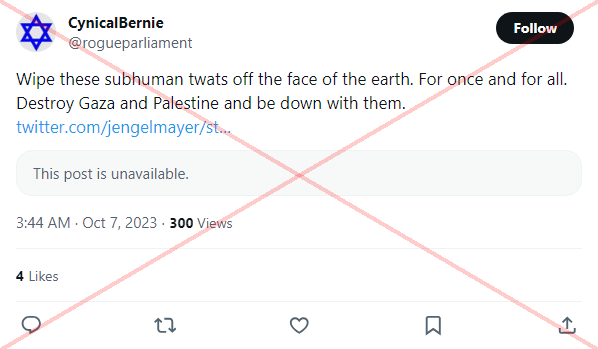 CynicalBernie
@rogueparliament
Follow
Wipe these subhuman twats off the face of the earth. For once and for all.
Destroy Gaza and Palestine and be down with them.
twitter.com/jengelmayer/st...
This post is unavailable.
3:44 AM · Oct 7, 2023 · 300 Views
4 Likes